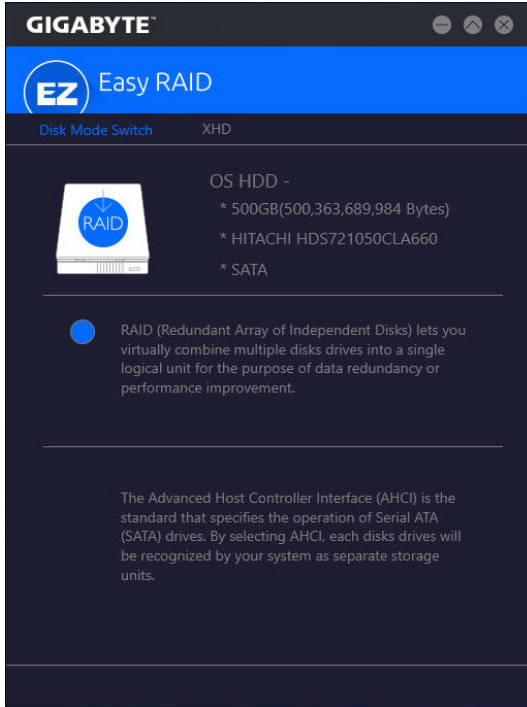 GIGABYTE™
EZ Easy RAID
Disk Mode Switch XHD
RAID
OS HDD -
* 500GB(500,363,689,984 Bytes)
* HITACHI HDS721050CLA660
* SATA
RAID (Redundant Array of Independent Disks) lets you
virtually combine multiple disks drives into a single
logical unit for the purpose of data redundancy or
performance improvement.
The Advanced Host Controller Interface (AHCI) is the
standard that specifies the operation of Serial ATA
(SATA) drives. By selecting AHCI, each disks drives will
be recognized by your system as separate storage
units.